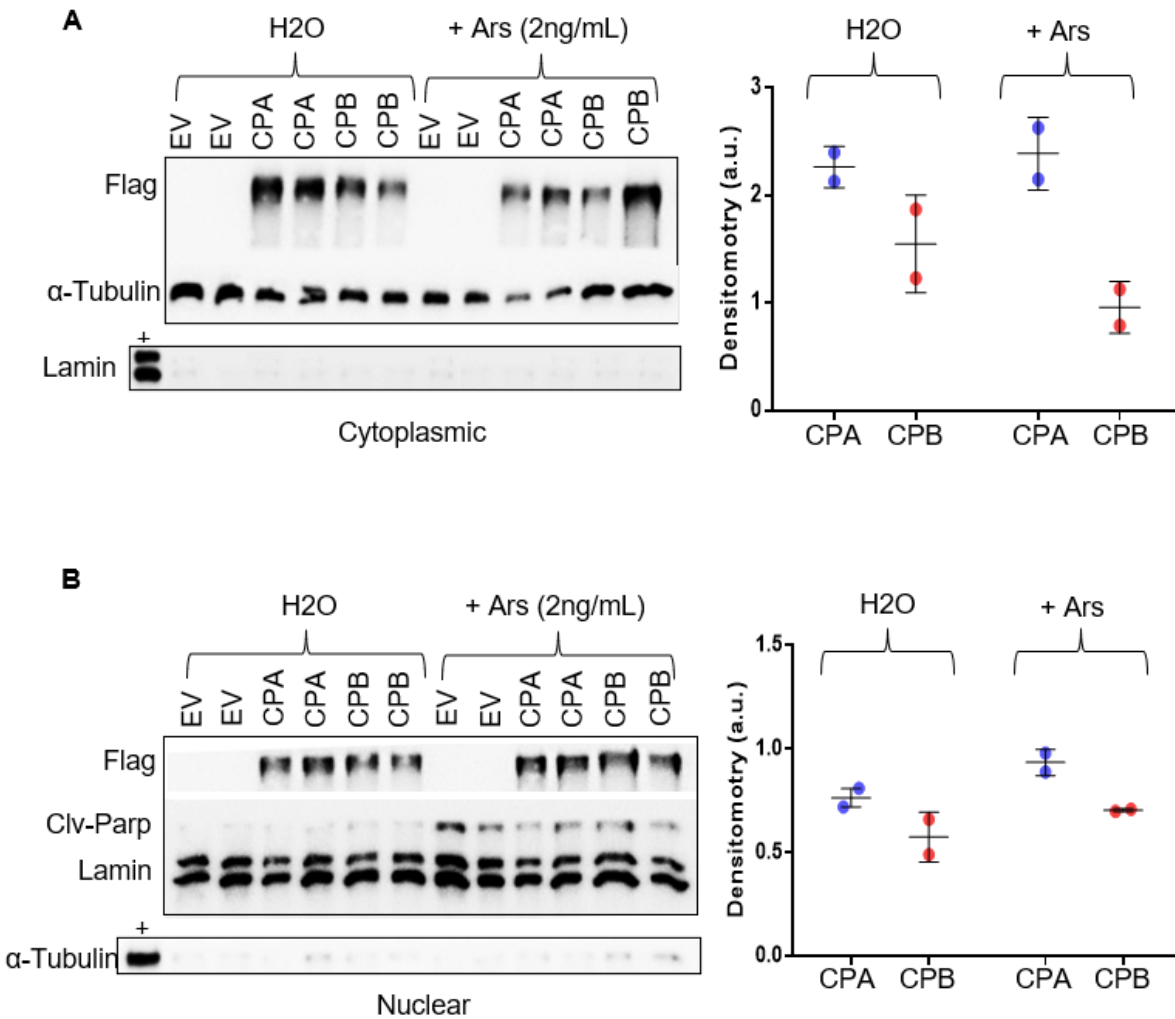 A
H2O
+ Ars (2ng/mL)
EV EV CPA CPA CPB CPB EV EV CPA CPA CPB CPB
Flag
α-Tubulin
+
Lamin
Cytoplasmic
H2O
+ Ars
Densitomotry (a.u.)
3
2
1
0
CPA CPB CPA CPB
B
H2O
+ Ars (2ng/mL)
EV EV CPA CPA CPB CPB EV EV CPA CPA CPB CPB
Flag
Clv-Parp
Lamin
+
α-Tubulin
Nuclear
H2O
+ Ars
Densitomotry (a.u.)
1.5
1.0
0.5
0.0
CPA CPB CPA CPB